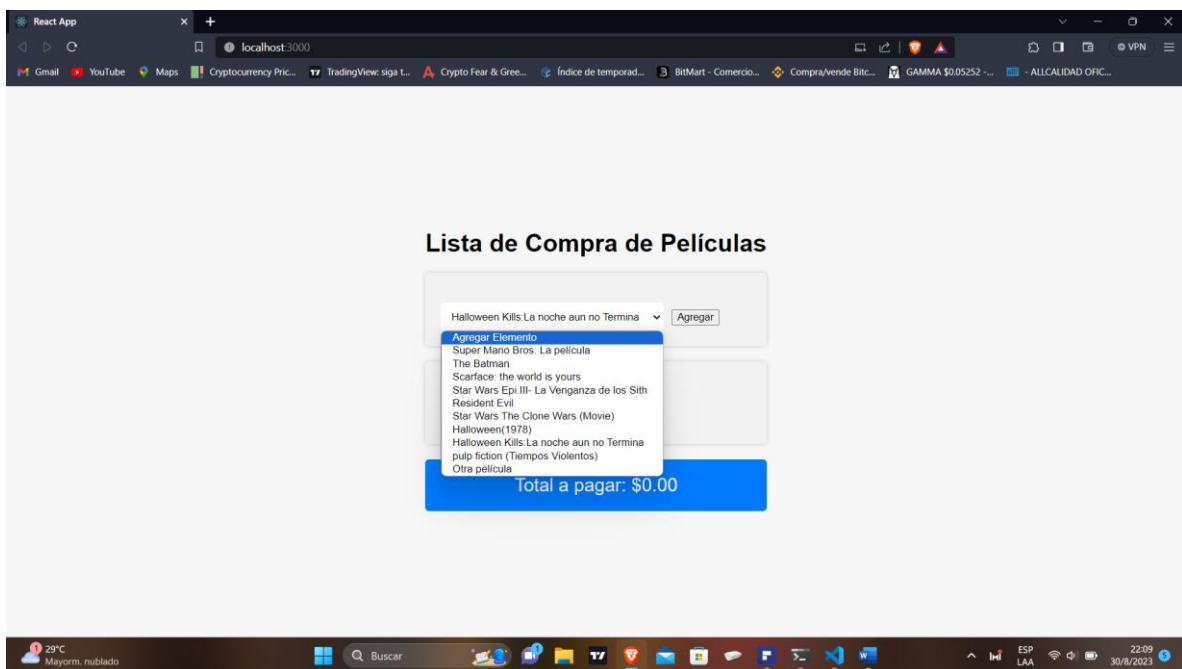 React App
localhost:3000
VPN
Gmail YouTube Maps Cryptocurrency Pric... TradingView: siga t... Crypto Fear & Gree... Índice de temporad... BitMart - Comercio... Compra/vende Bitc... GAMMA $0.05252 -... - ALLCALIDAD OFIC...
Lista de Compra de Películas
Halloween Kills:La noche aun no Termina Agregar
Agregar Elemento
Super Mario Bros. La película
The Batman
Scarface: the world is yours
Star Wars Epi.III- La Venganza de los Sith
Resident Evil
Star Wars The Clone Wars (Movie)
Halloween(1978)
Halloween Kills:La noche aun no Termina
pulp fiction (Tiempos Violentos)
Otra película
Total a pagar: $0.00
1 29°C
Mayorm. nublado
Buscar
ESP
LAA
22:09
30/8/2023
5